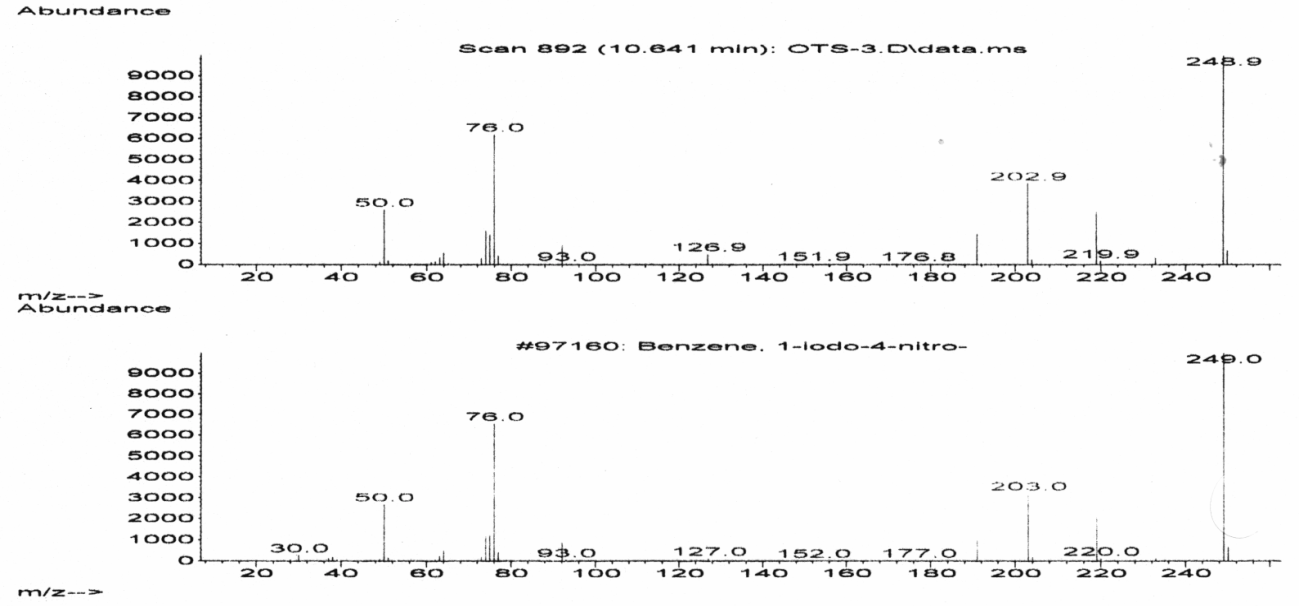 Abundance
Scan 892 (10.641 min): OTS-3.D\data.ms
248.9
9000
8000
7000
76.0
6000
5000
4000
202.9
3000
50.0
2000
1000
93.0 126.9 151.9 176.8 219.9
0
20 40 60 80 100 120 140 160 180 200 220 240
m/z-->
Abundance
#97160: Benzene, 1-iodo-4-nitro-
249.0
9000
8000
7000
76.0
6000
5000
4000
203.0
3000
50.0
2000
1000
30.0 93.0 127.0 152.0 177.0 220.0
0
20 40 60 80 100 120 140 160 180 200 220 240
m/z-->